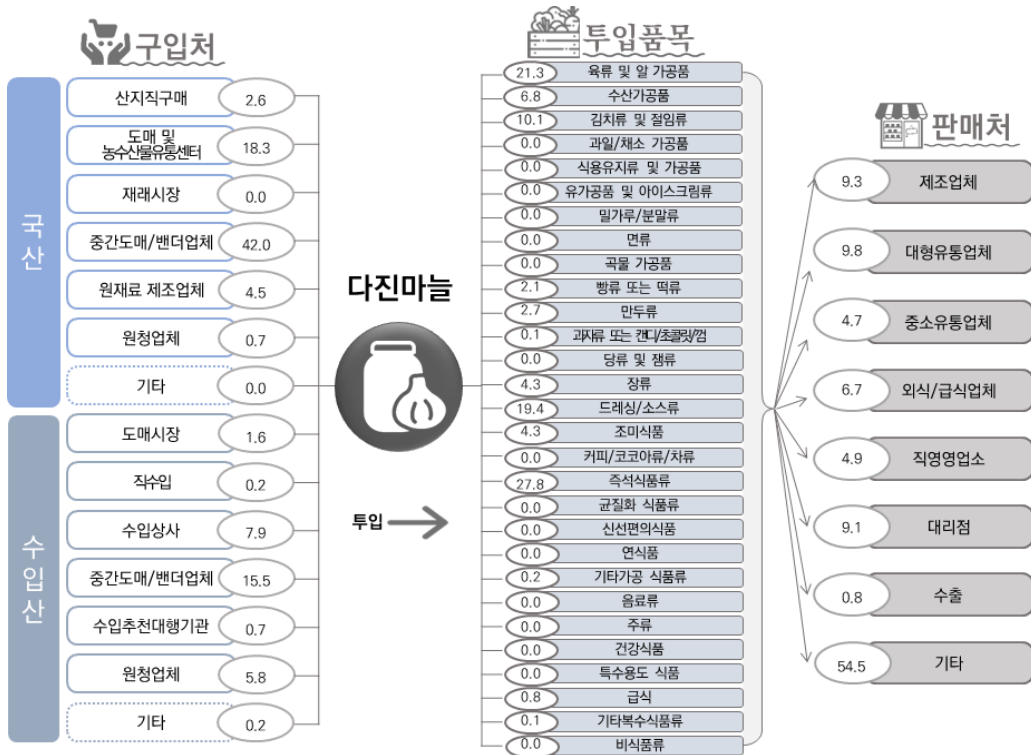 구입처
국산
산지직구매 2.6
도매 및
농수산물유통센터 18.3
재래시장 0.0
중간도매/밴더업체 42.0
원재료 제조업체 4.5
원청업체 0.7
기타 0.0
수입산
도매시장 1.6
직수입 0.2
수입상사 7.9
중간도매/밴더업체 15.5
수입추천대행기관 0.7
원청업체 5.8
기타 0.2
다진마늘
투입
투입품목
21.3 육류 및 알 가공품
6.8 수산가공품
10.1 김치류 및 절임류
0.0 과일/채소 가공품
0.0 식용유지류 및 가공품
0.0 유가공품 및 아이스크림류
0.0 밀가루/분말류
0.0 면류
0.0 곡물 가공품
2.1 빵류 또는 떡류
2.7 만두류
0.1 과자류 또는 캔디/초콜릿/껌
0.0 당류 및 잼류
4.3 장류
19.4 드레싱/소스류
4.3 조미식품
0.0 커피/코코아류/차류
27.8 즉석식품류
0.0 균질화 식품류
0.0 신선편의식품
0.0 연식품
0.2 기타가공 식품류
0.0 음료류
0.0 주류
0.0 건강식품
0.0 특수용도 식품
0.8 급식
0.1 기타복수식품류
0.0 비식품류
판매처
9.3 제조업체
9.8 대형유통업체
4.7 중소유통업체
6.7 외식/급식업체
4.9 직영영업소
9.1 대리점
0.8 수출
54.5 기타